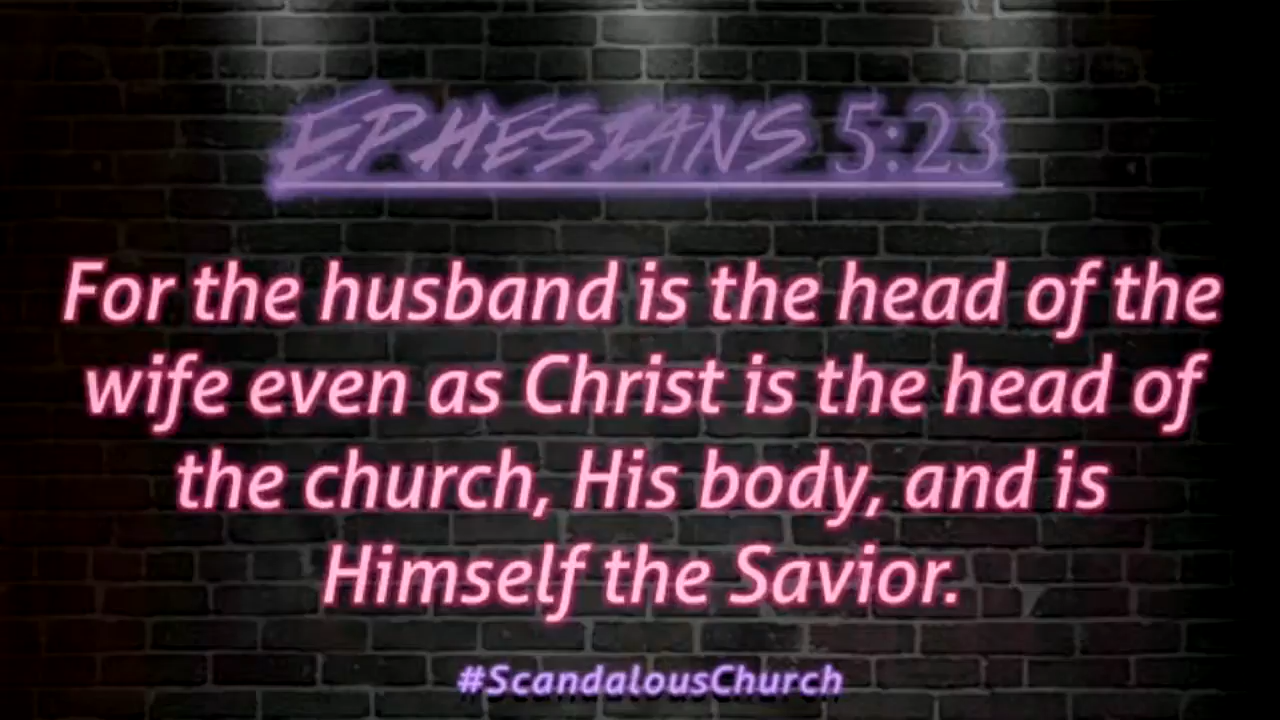 EPHESIANS 5:23
For the husband is the head of the
wife even as Christ is the head of
the church, His body, and is
Himself the Savior.
#ScandalousChurch